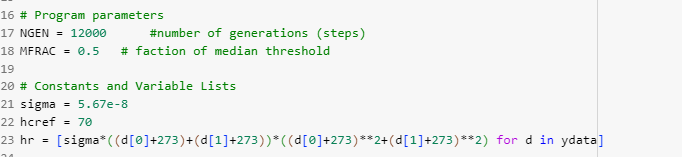 16 # Program parameters
17 NGEN = 12000      #number of generations (steps)
18 MFRAC = 0.5   # faction of median threshold
19
20 # Constants and Variable Lists
21 sigma = 5.67e-8
22 hcref = 70
23 hr = [sigma*((d[0]+273)+(d[1]+273))*((d[0]+273)**2+(d[1]+273)**2) for d in ydata]